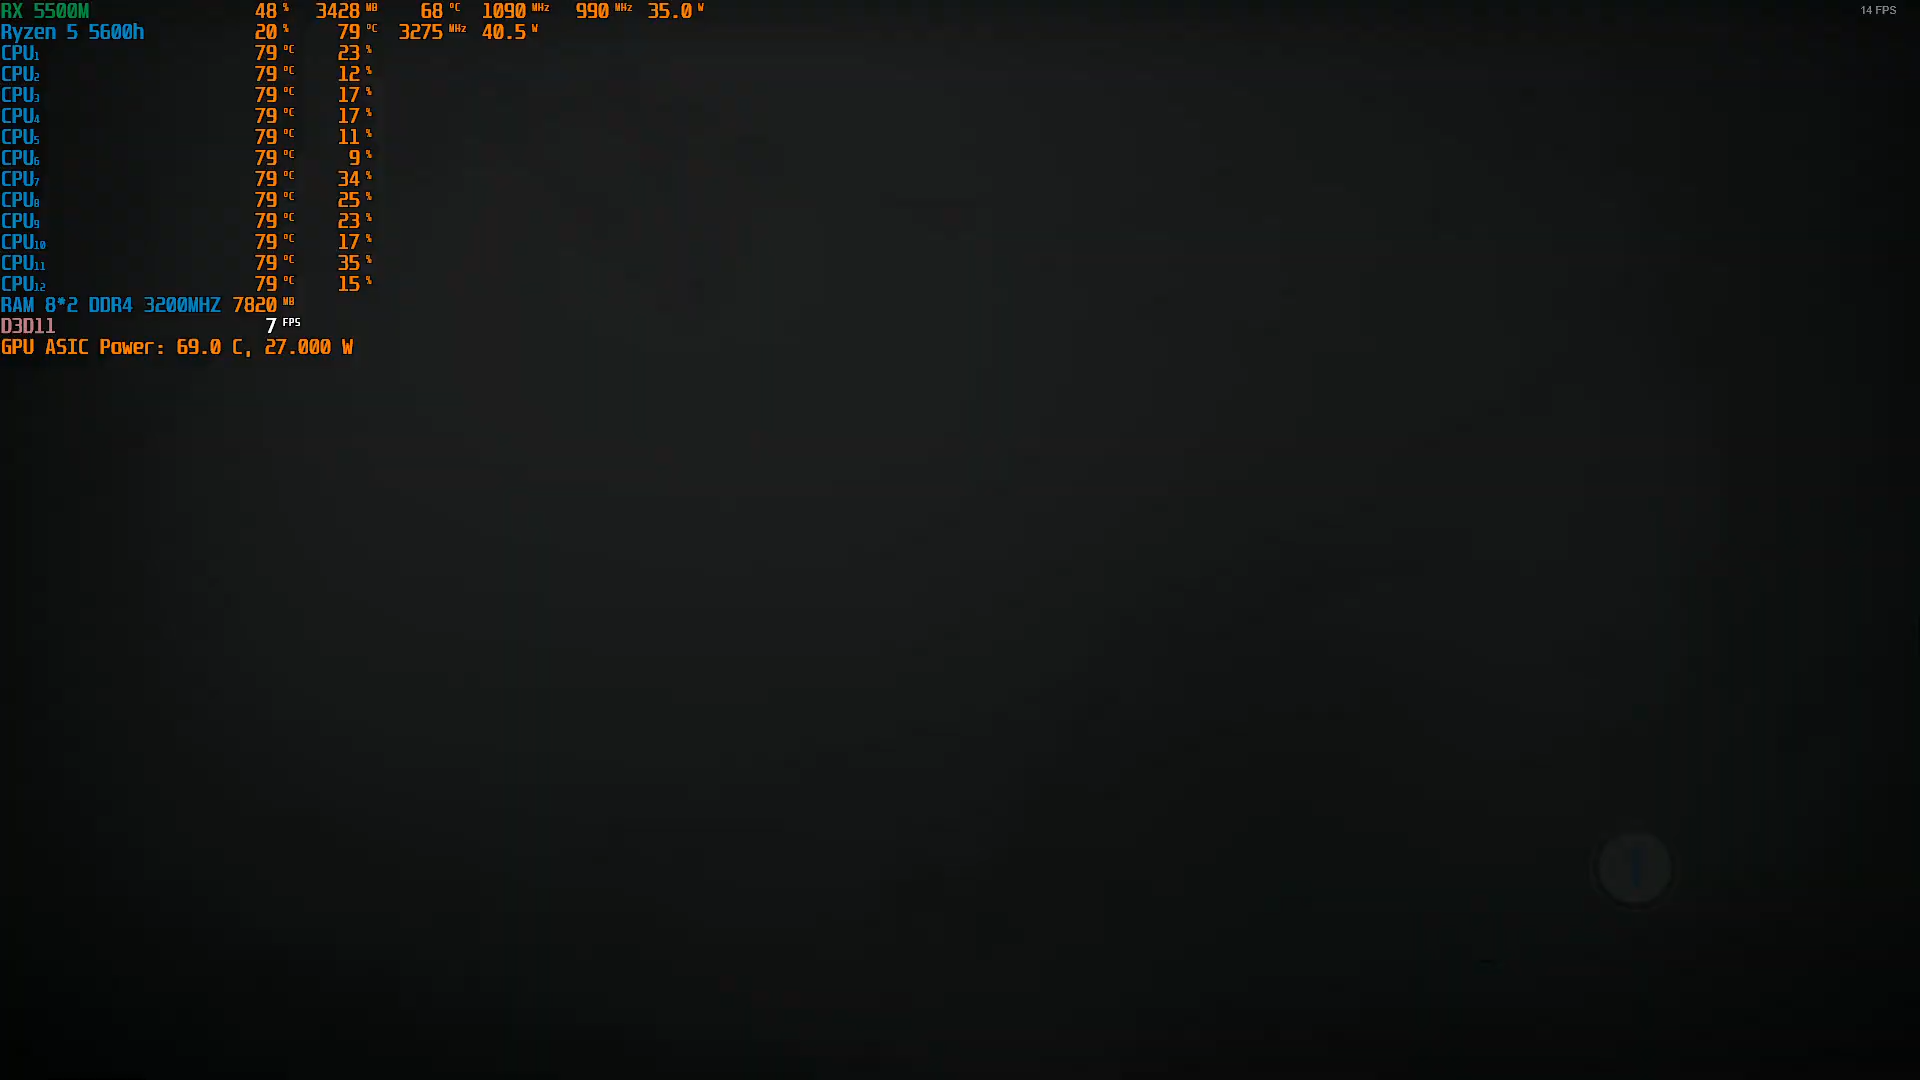 RX 5500M 48 % 3428 MB 68 °C 1090 MHz 990 MHz 35.0 W 14 FPS
Ryzen 5 5600h 20 % 79 °C 3275 MHz 40.5 W
CPU1 79 °C 23 %
CPU2 79 °C 12 %
CPU3 79 °C 17 %
CPU4 79 °C 17 %
CPU5 79 °C 11 %
CPU6 79 °C 9 %
CPU7 79 °C 34 %
CPU8 79 °C 25 %
CPU9 79 °C 23 %
CPU10 79 °C 17 %
CPU11 79 °C 35 %
CPU12 79 °C 15 %
RAM 8*2 DDR4 3200MHZ 7820 MB
D3D11 7 FPS
GPU ASIC Power: 69.0 C, 27.000 W